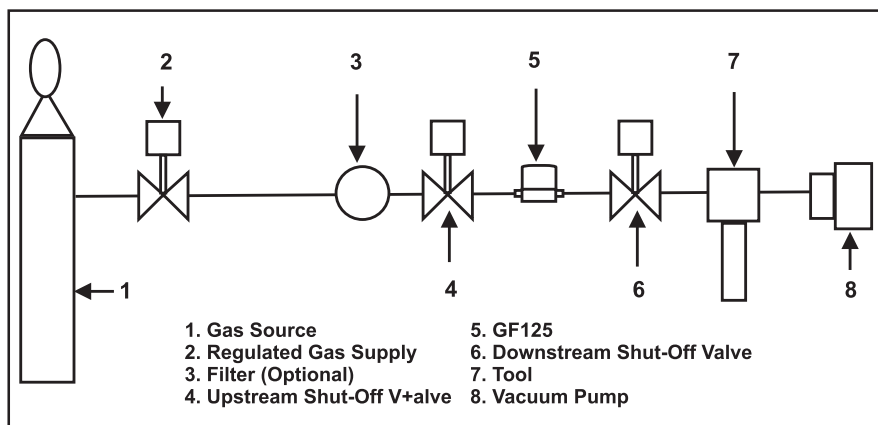 2
3
5
7
1
4
6
8
1. Gas Source
2. Regulated Gas Supply
3. Filter (Optional)
4. Upstream Shut-Off V+alve
5. GF125
6. Downstream Shut-Off Valve
7. Tool
8. Vacuum Pump